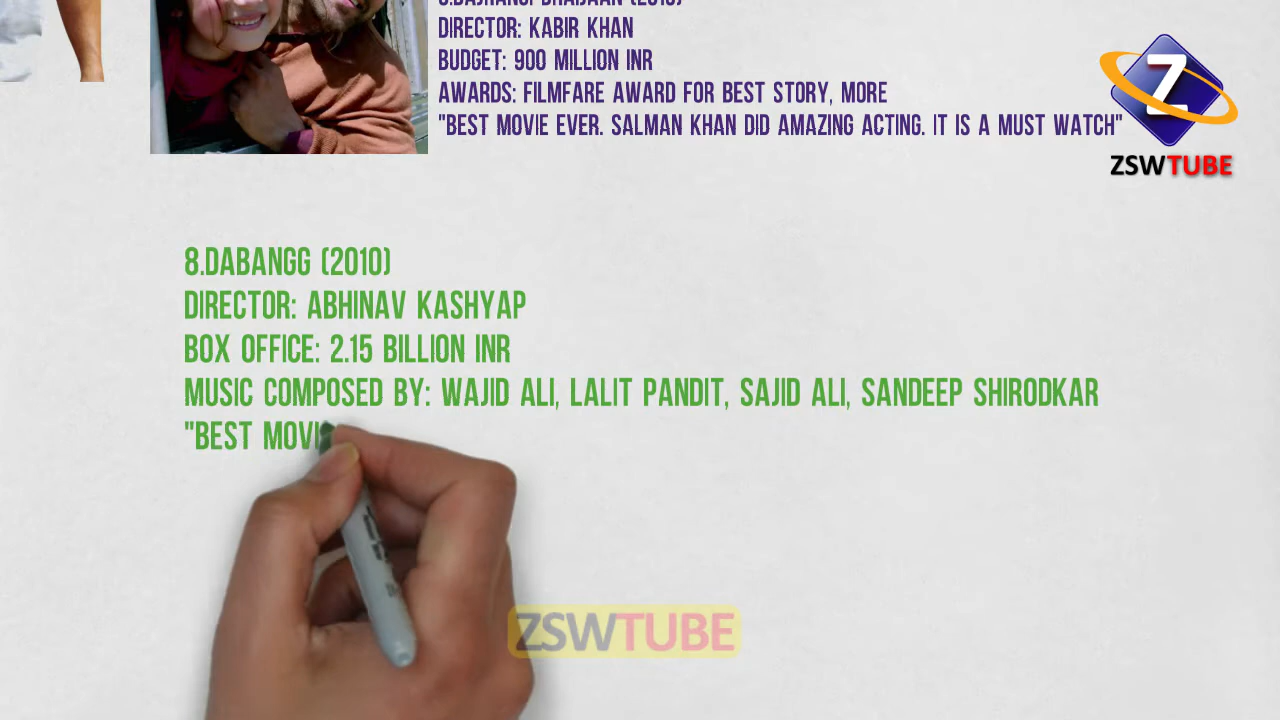 DIRECTOR: KABIR KHAN
BUDGET: 900 MILLION INR
AWARDS: FILMFARE AWARD FOR BEST STORY, MORE
"BEST MOVIE EVER. SALMAN KHAN DID AMAZING ACTING. IT IS A MUST WATCH"
Z
ZSWTUBE
8.DABANGG (2010)
DIRECTOR: ABHINAV KASHYAP
BOX OFFICE: 2.15 BILLION INR
MUSIC COMPOSED BY: WAJID ALI, LALIT PANDIT, SAJID ALI, SANDEEP SHIRODKAR
"BEST MOVI
ZSWTUBE